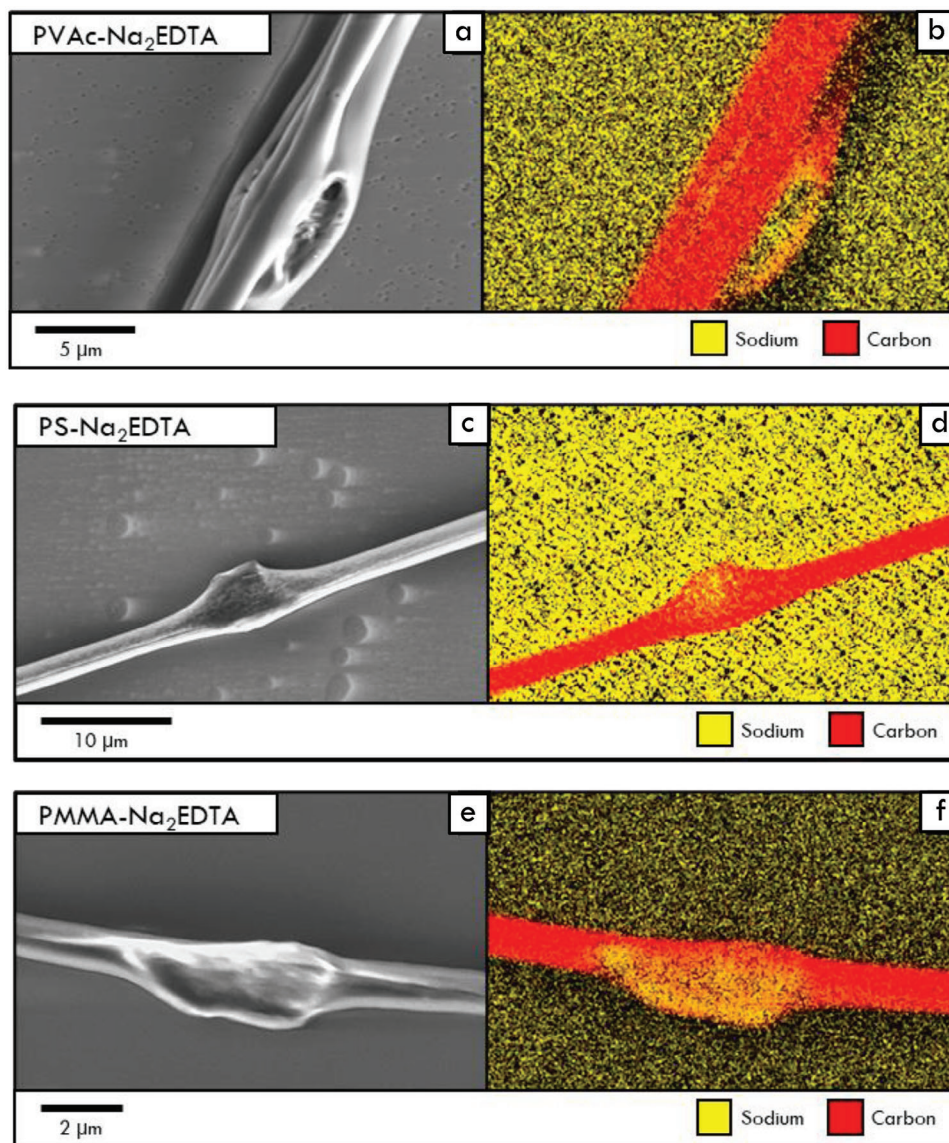 PVAc-Na₂EDTA
a
b
5 µm
Sodium
Carbon
PS-Na₂EDTA
c
d
10 µm
Sodium
Carbon
PMMA-Na₂EDTA
e
f
2 µm
Sodium
Carbon